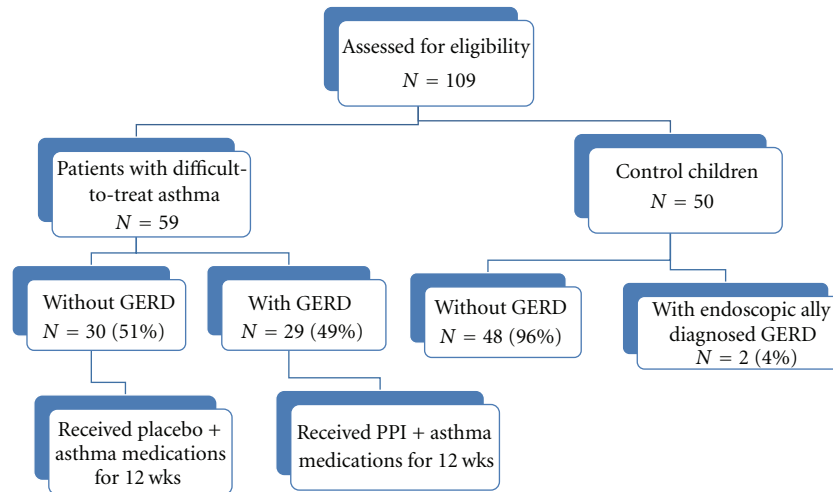 Assessed for eligibility
N = 109
Patients with difficult-
to-treat asthma
N = 59
Control children
N = 50
Without GERD
N = 30 (51%)
With GERD
N = 29 (49%)
Without GERD
N = 48 (96%)
With endoscopic ally
diagnosed GERD
N = 2 (4%)
Received placebo +
asthma medications
for 12 wks
Received PPI + asthma
medications for 12 wks